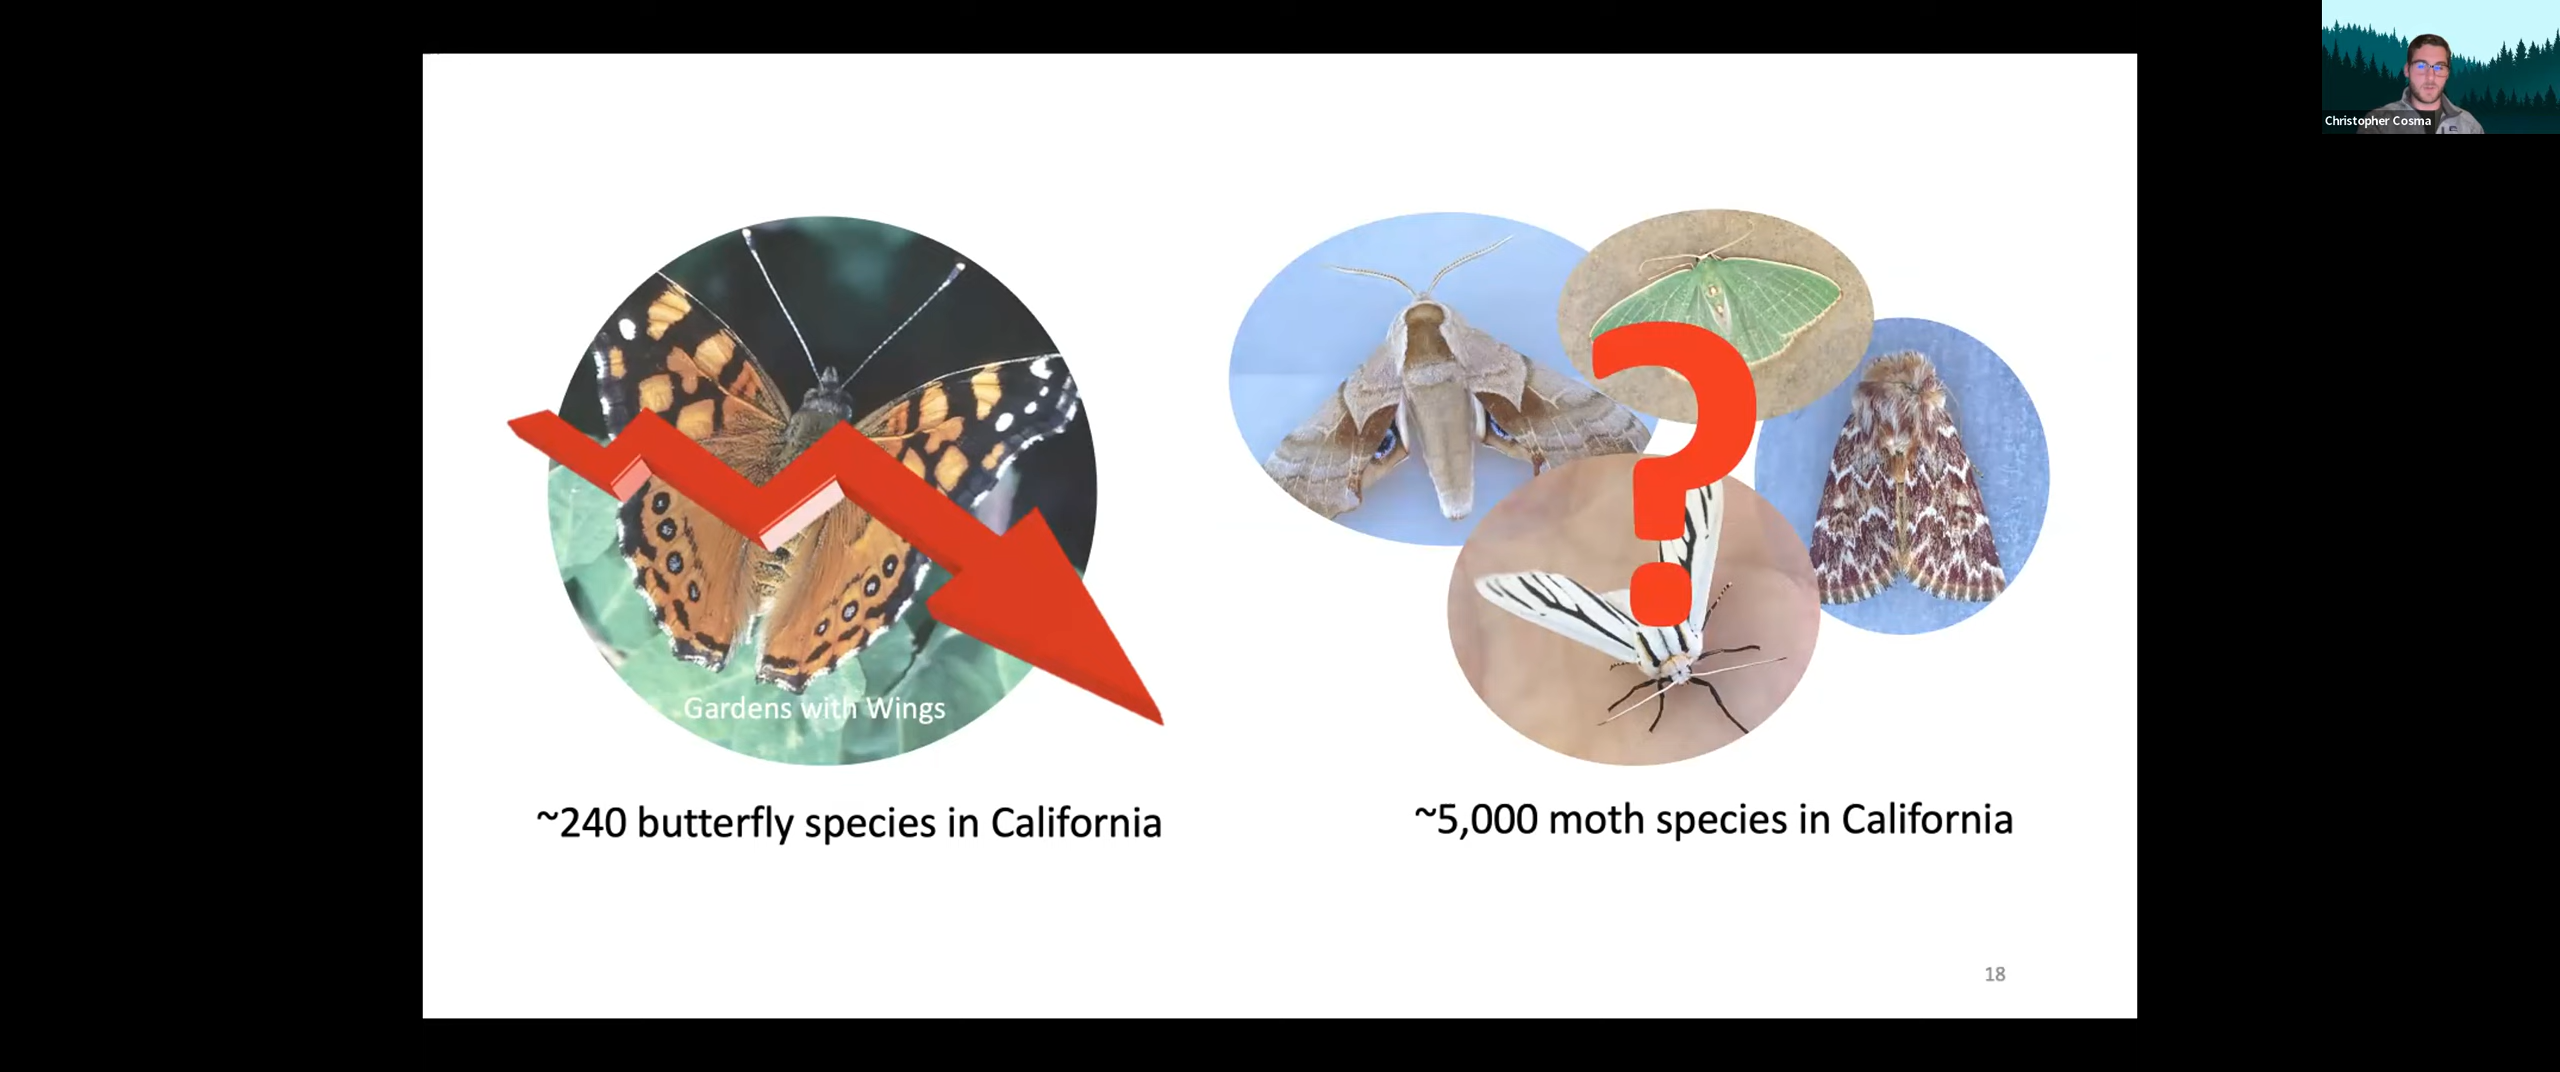 Christopher Cosma
Gardens with Wings
~240 butterfly species in California
~5,000 moth species in California
18